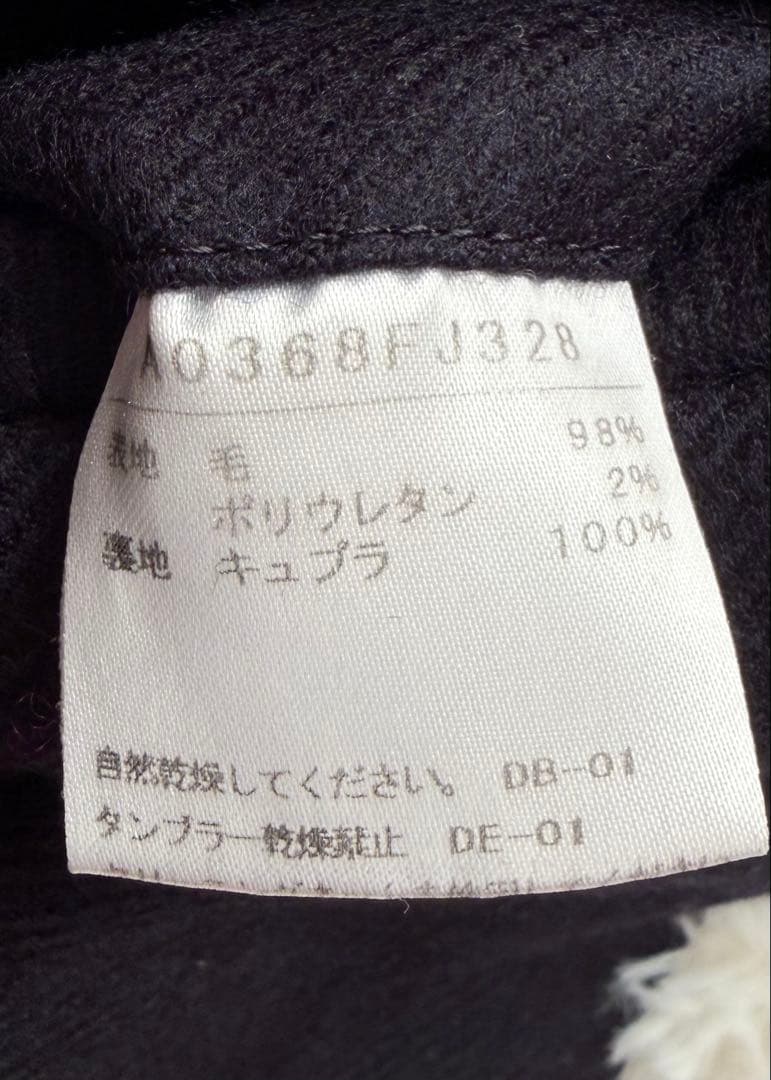 A0368FJ328
表地 毛 98%
ポリウレタン 2%
裏地 キュプラ 100%
自然乾燥してください。 DB-01
タンブラー乾燥禁止 DE-01